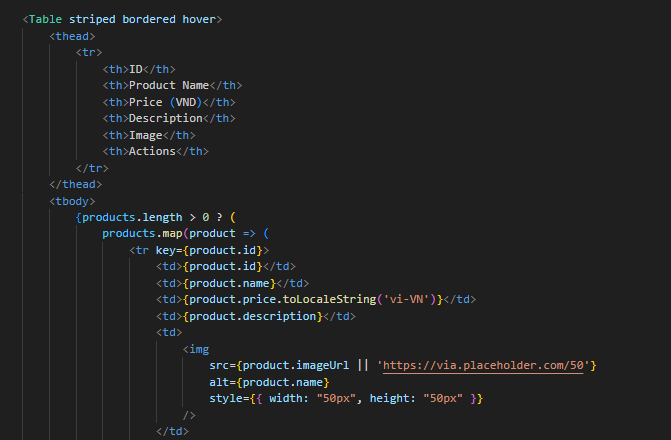 <Table striped bordered hover>
<thead>
<tr>
<th>ID</th>
<th>Product Name</th>
<th>Price (VND)</th>
<th>Description</th>
<th>Image</th>
<th>Actions</th>
</tr>
</thead>
<tbody>
{products.length > 0 ? (
products.map(product => (
<tr key={product.id}>
<td>{product.id}</td>
<td>{product.name}</td>
<td>{product.price.toLocaleString('vi-VN')}</td>
<td>{product.description}</td>
<td>
<img
src={product.imageUrl || 'https://via.placeholder.com/50'}
alt={product.name}
style={{ width: "50px", height: "50px" }}
/>
</td>